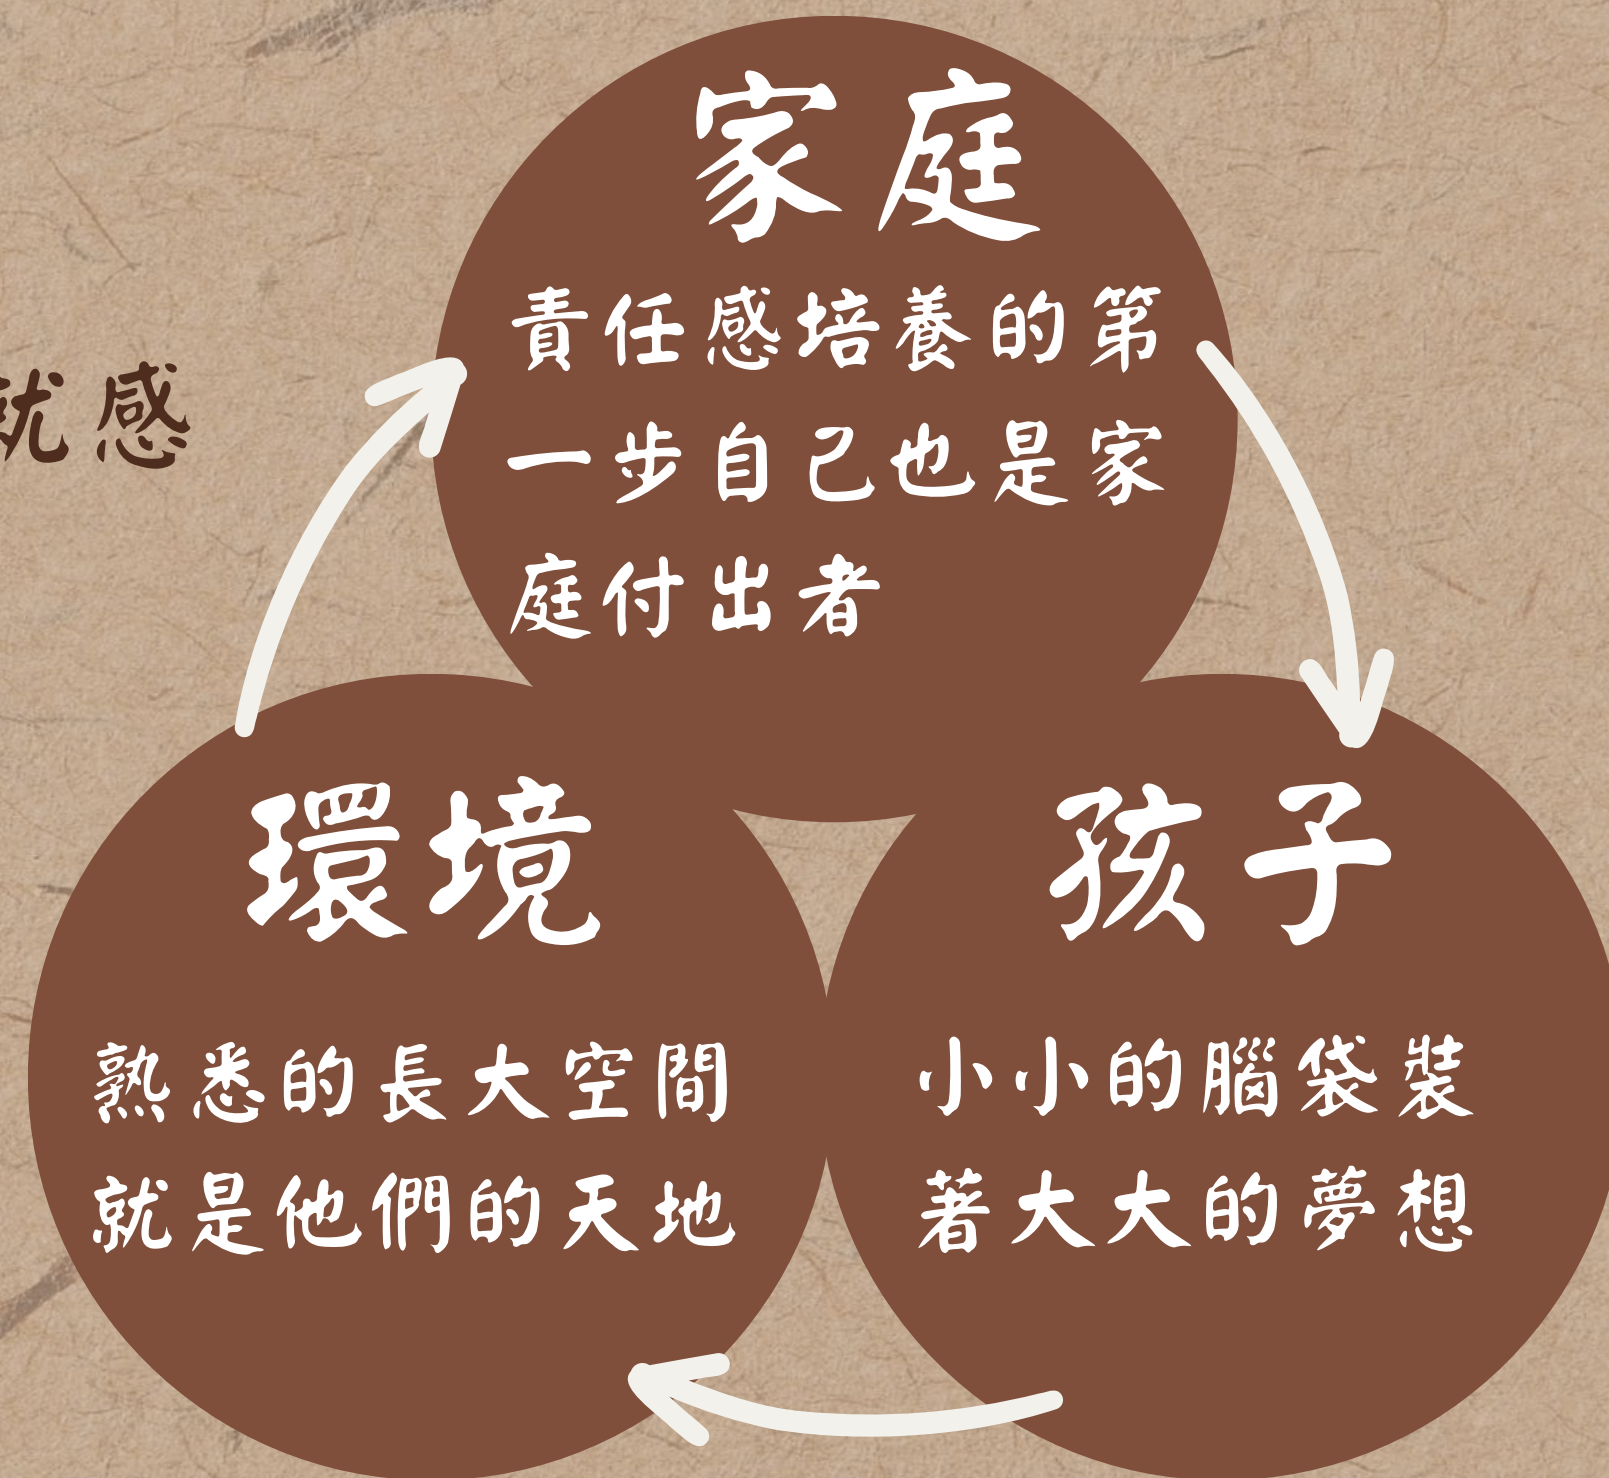 家庭
責任感培養的第
一步自己也是家
庭付出者
就感
環境
熟悉的長大空間
就是他們的天地
孩子
小小的腦袋裝
著大大的夢想